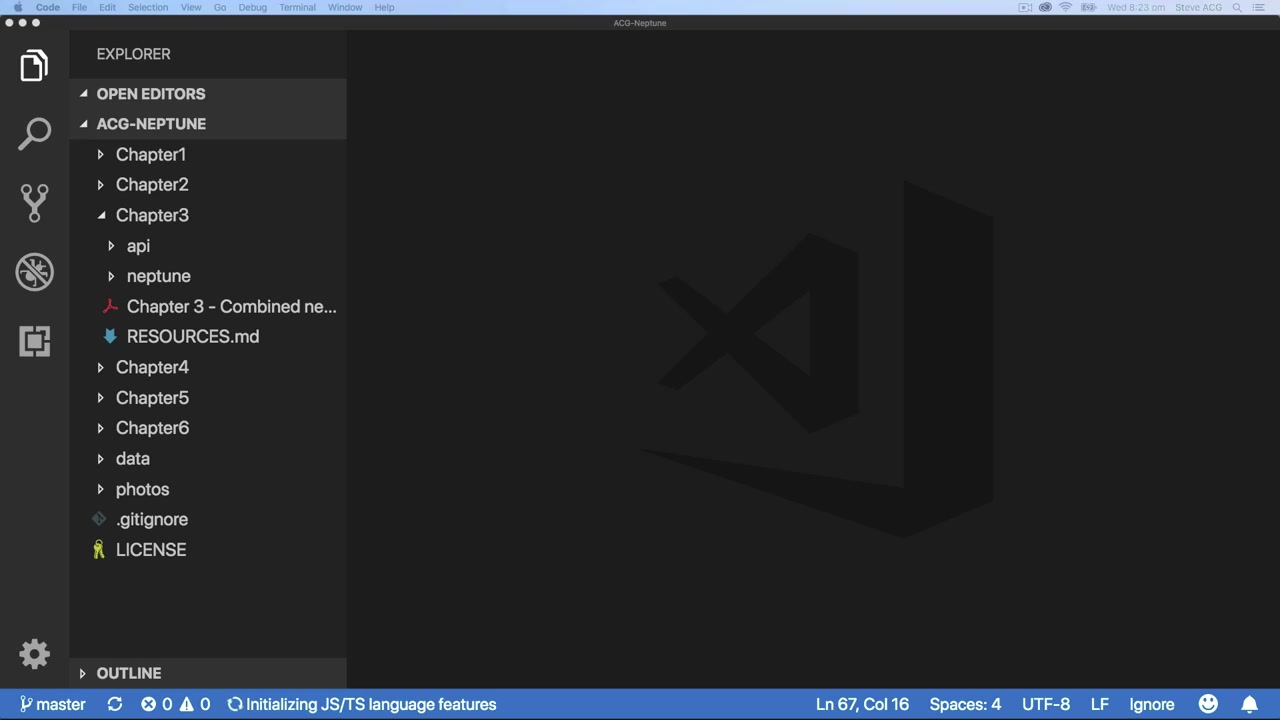 Code File Edit Selection View Go Debug Terminal Window Help Wed 8:23 pm Steve ACG
ACG-Neptune
EXPLORER
OPEN EDITORS
ACG-NEPTUNE
Chapter1
Chapter2
Chapter3
api
neptune
Chapter 3 - Combined ne...
RESOURCES.md
Chapter4
Chapter5
Chapter6
data
photos
.gitignore
LICENSE
OUTLINE
master 0 0 Initializing JS/TS language features Ln 67, Col 16 Spaces: 4 UTF-8 LF Ignore